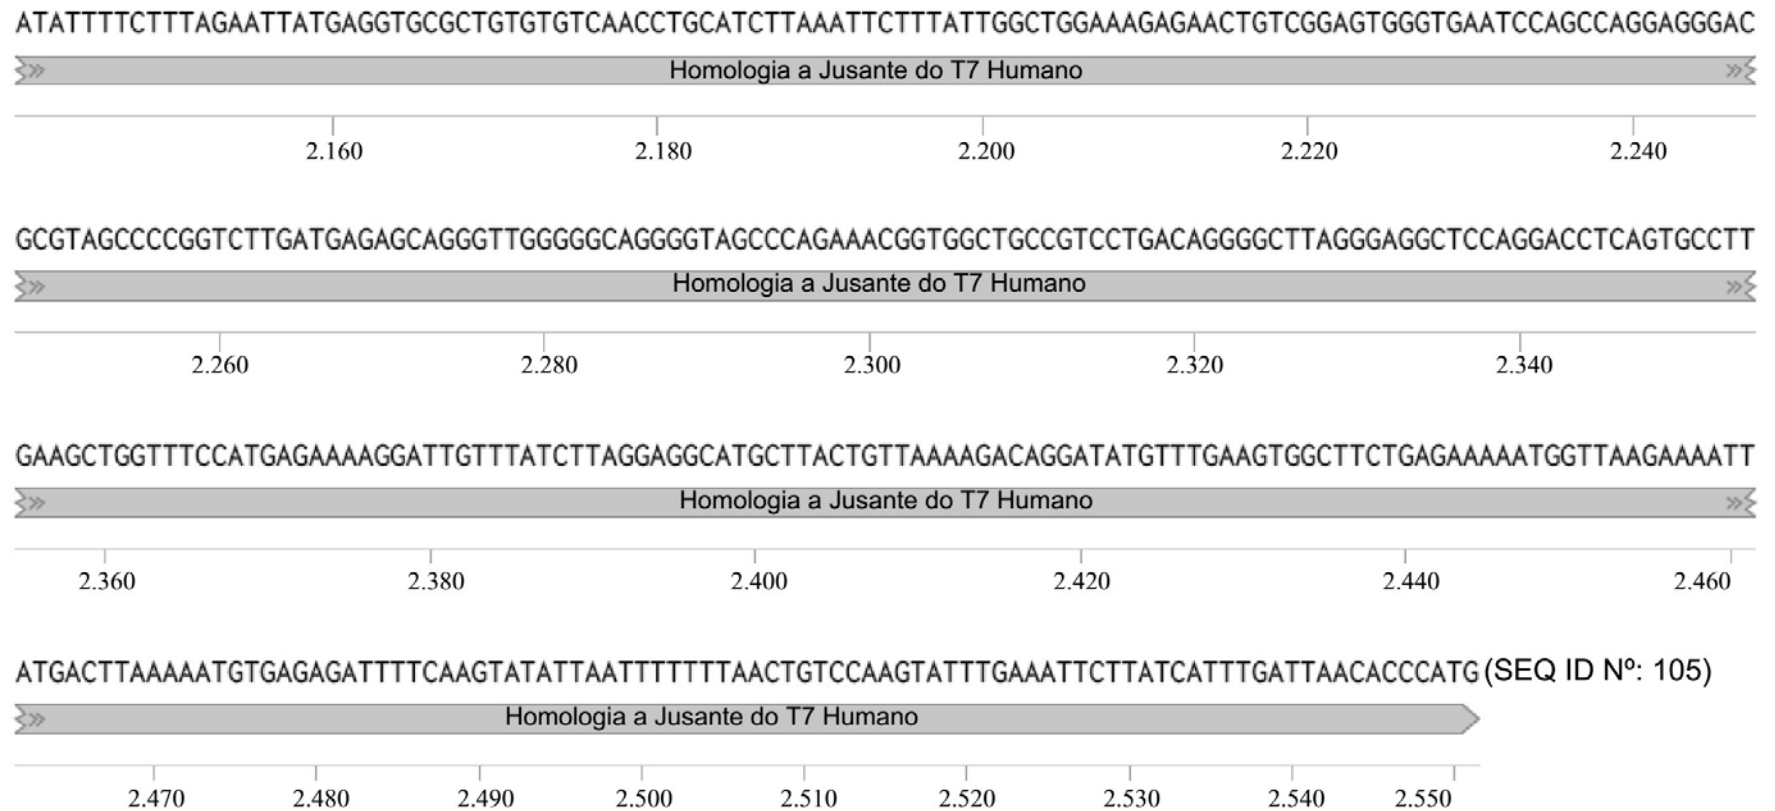 ATATTTTCTTTAGAATTATGAGGTGCGCTGTGTGTCAACCTGCATCTTAAATTCTTTATTGGCTGGAAAGAGAACTGTCGGAGTGGGTGAATCCAGCCAGGAGGGAC
Homologia a Jusante do T7 Humano
2.160 2.180 2.200 2.220 2.240
GCGTAGCCCCCGGTCTTGATGAGAGCAGGGTTGGGGGCAGGGGTAGCCCAGAAACGGTGGCTGCCGTCCTGACAGGGGCTTAGGGAGGCTCCAGGACCTCAGTGCCTT
Homologia a Jusante do T7 Humano
2.260 2.280 2.300 2.320 2.340
GAAGCTGGTTTCCATGAGAAAAGGATTGTTTATCTTAGGAGGCATGCTTACTGTTAAAAGACAGGATATGTTTGAAGTGGCTTCTGAGAAAAATGGTTAAGAAAATT
Homologia a Jusante do T7 Humano
2.360 2.380 2.400 2.420 2.440 2.460
ATGACTTAAAAATGTGAGAGATTTTCAAGTATATTAATTTTTTTAACTGTCCAAGTATTTGAAATTCTTATCATTTGATTAACACCCATG (SEQ ID Nº: 105)
Homologia a Jusante do T7 Humano
2.470 2.480 2.490 2.500 2.510 2.520 2.530 2.540 2.550